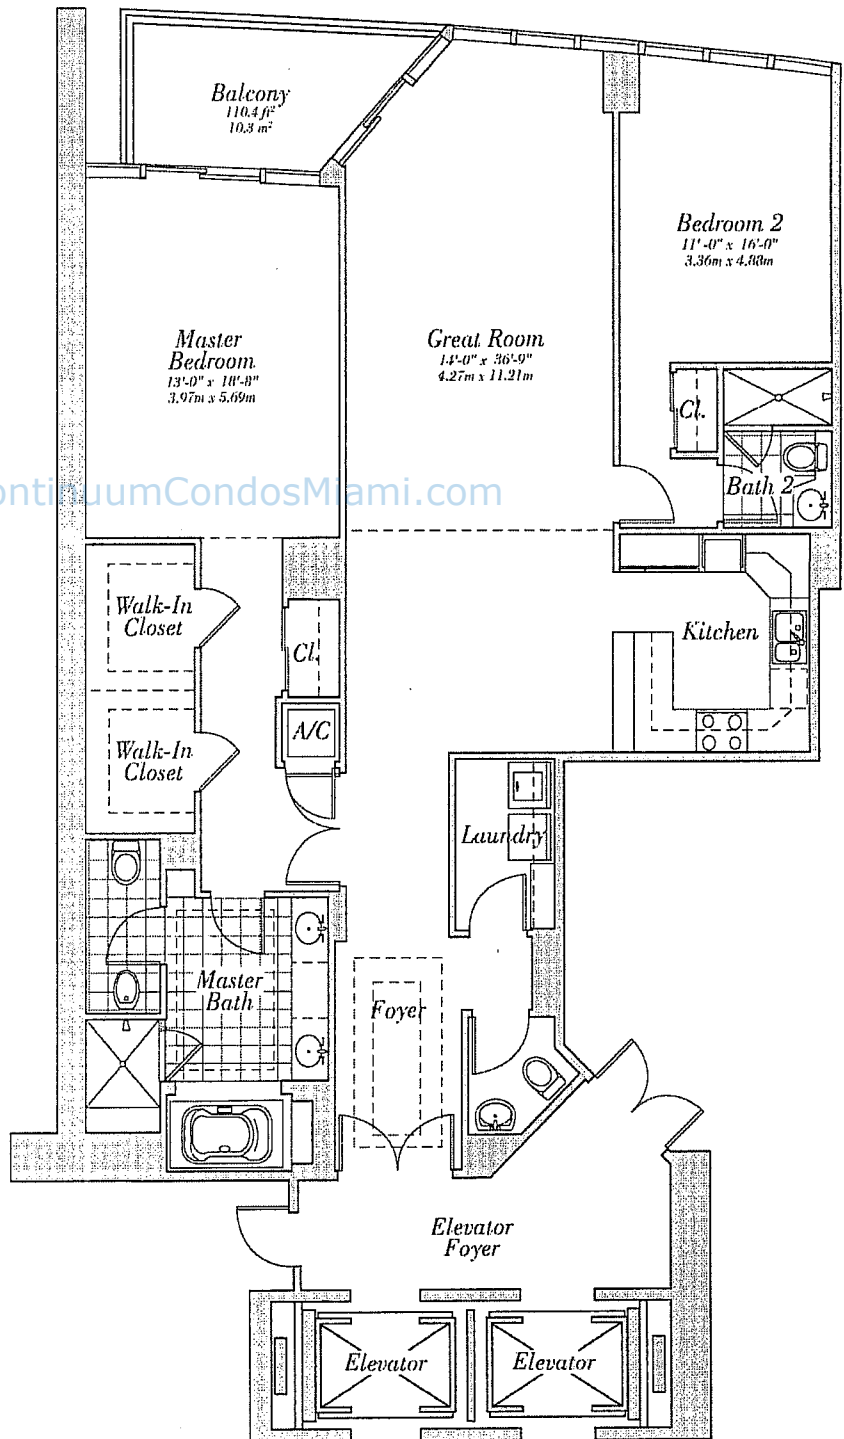 Balcony
110.4 ft²
10.3 m²
Bedroom 2
11'-0" x 16'-0"
3.36m x 4.88m
Master
Bedroom
13'-0" x 18'-8"
3.97m x 5.69m
Great Room
14'-0" x 36'-9"
4.27m x 11.21m
Cl.
Bath 2
ontinuumCondosMiami.com
Walk-In
Closet
Cl.
Kitchen
A/C
Walk-In
Closet
Laundry
Master
Bath
Foyer
Elevator
Foyer
Elevator
Elevator